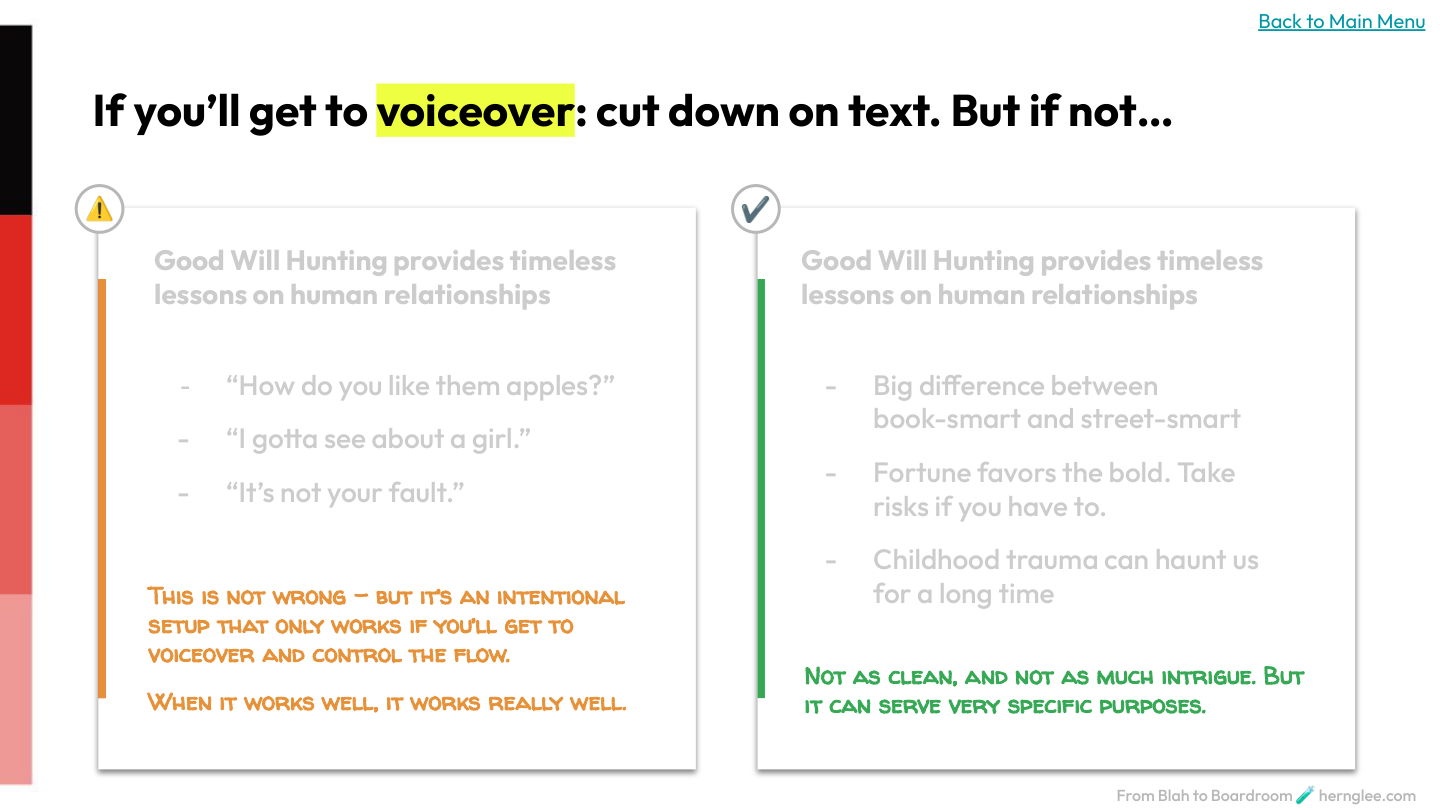 Back to Main Menu
If you’ll get to voiceover: cut down on text. But if not...
Good Will Hunting provides timeless
lessons on human relationships
- “How do you like them apples?”
- “I gotta see about a girl.”
- “It’s not your fault.”
This is not wrong – but it's an intentional
setup that only works if you'll get to
voiceover and control the flow.
When it works well, it works really well.
Good Will Hunting provides timeless
lessons on human relationships
- Big difference between
book-smart and street-smart
- Fortune favors the bold. Take
risks if you have to.
- Childhood trauma can haunt us
for a long time
Not as clean, and not as much intrigue. But
it can serve very specific purposes.
From Blah to Boardroom 🧪 hernglee.com